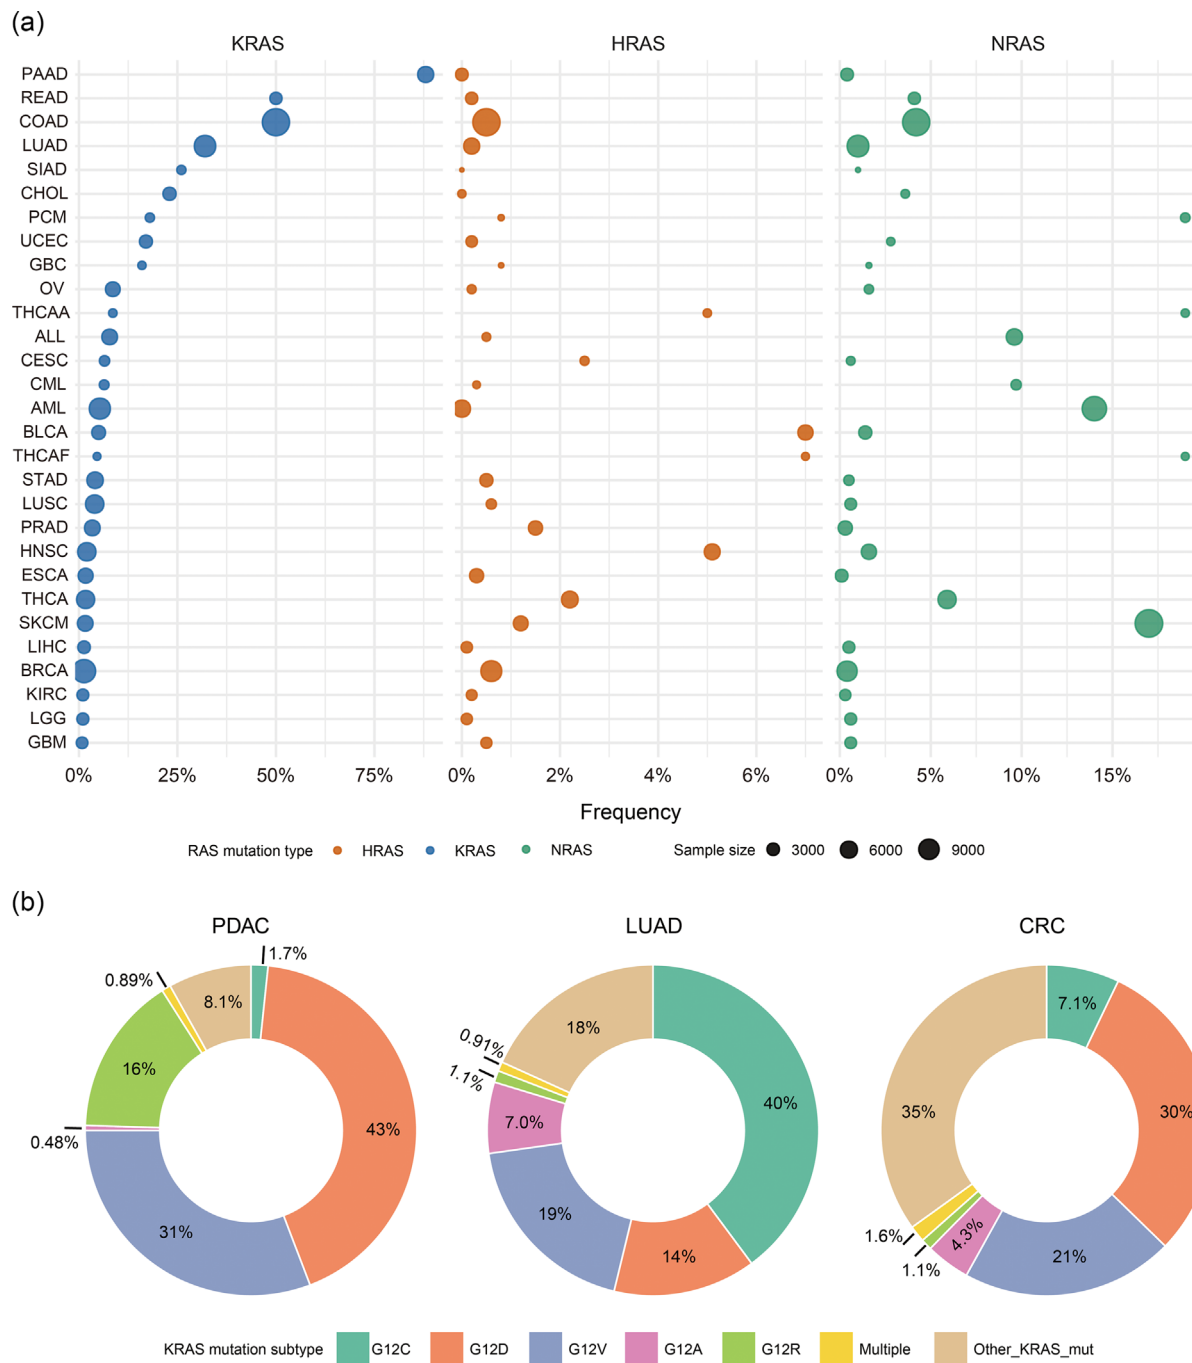 (a)
KRAS HRAS NRAS
PAAD
READ
COAD
LUAD
SIAD
CHOL
PCM
UCEC
GBC
OV
THCAA
ALL
CESC
CML
AML
BLCA
THCAF
STAD
LUSC
PRAD
HNSC
ESCA
THCA
SKCM
LIHC
BRCA
KIRC
LGG
GBM
0% 25% 50% 75% 0% 2% 4% 6% 0% 5% 10% 15%
Frequency
RAS mutation type HRAS KRAS NRAS Sample size 3000 6000 9000
(b)
PDAC LUAD CRC
1.7%
43%
31%
0.48%
16%
0.89%
8.1%
40%
14%
19%
7.0%
1.1%
0.91%
18%
7.1%
30%
21%
4.3%
1.1%
1.6%
35%
KRAS mutation subtype G12C G12D G12V G12A G12R Multiple Other_KRAS_mut